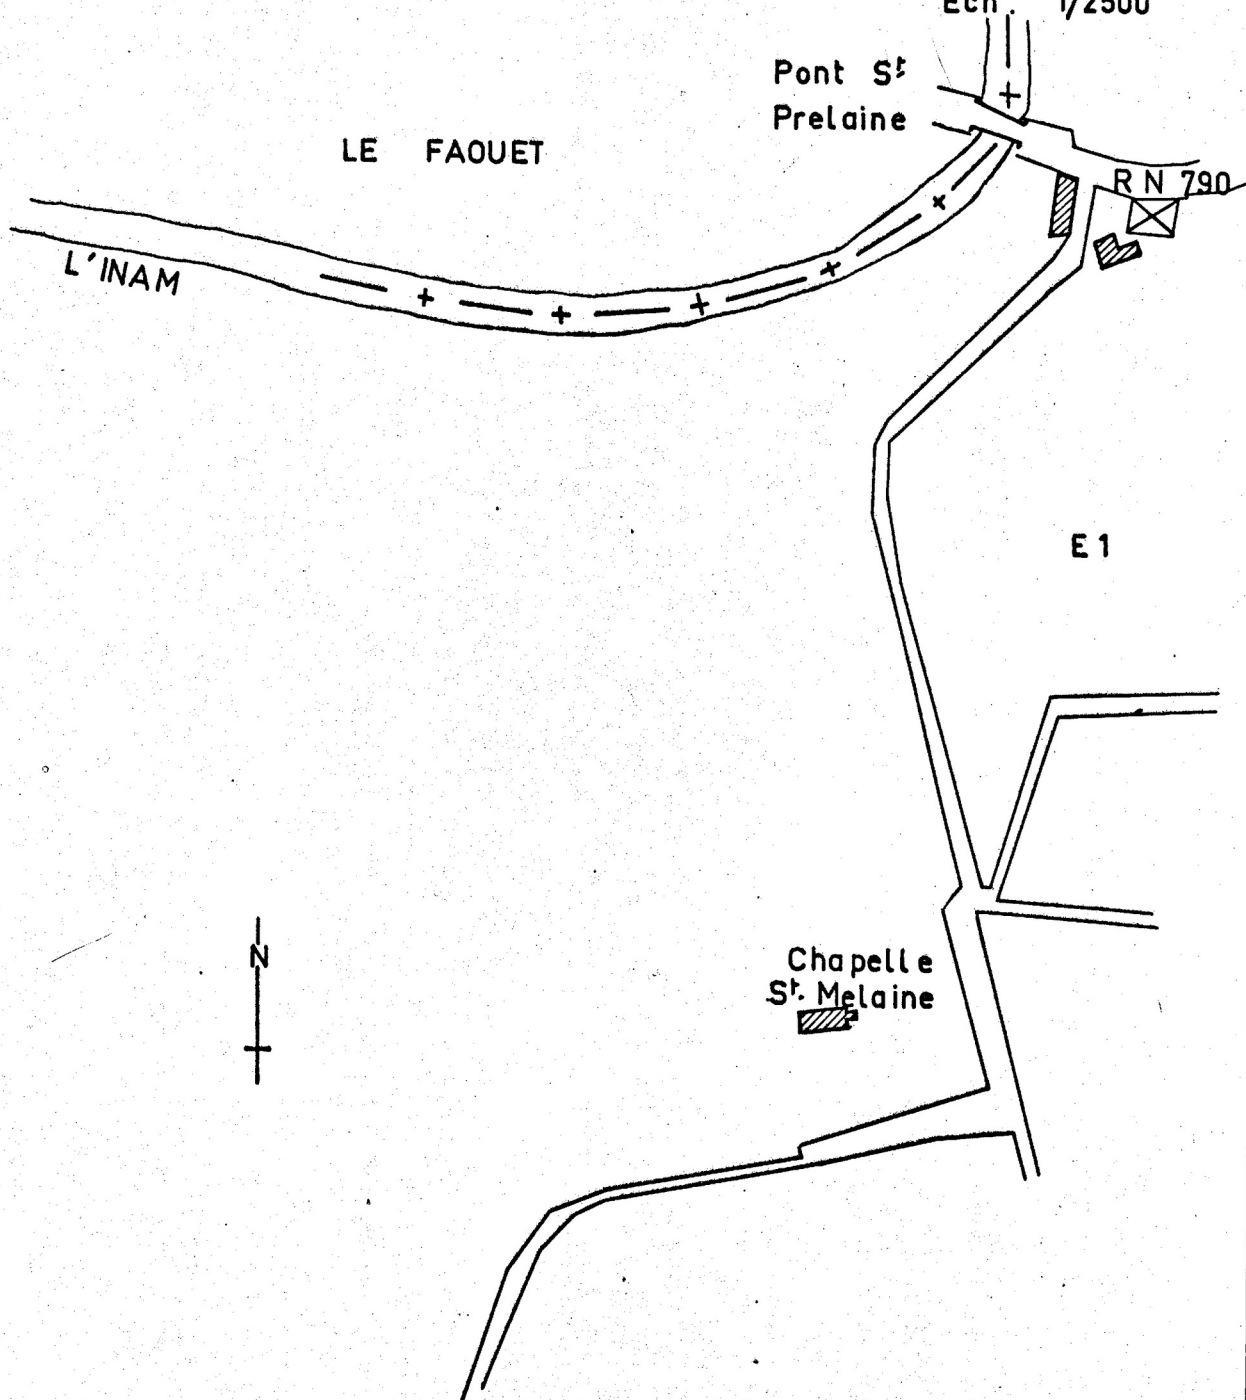 Ech. 1/2500
Pont St
Prelaine
LE FAOUET
RN 790
L'INAM
E1
N
Chapelle
St. Melaine